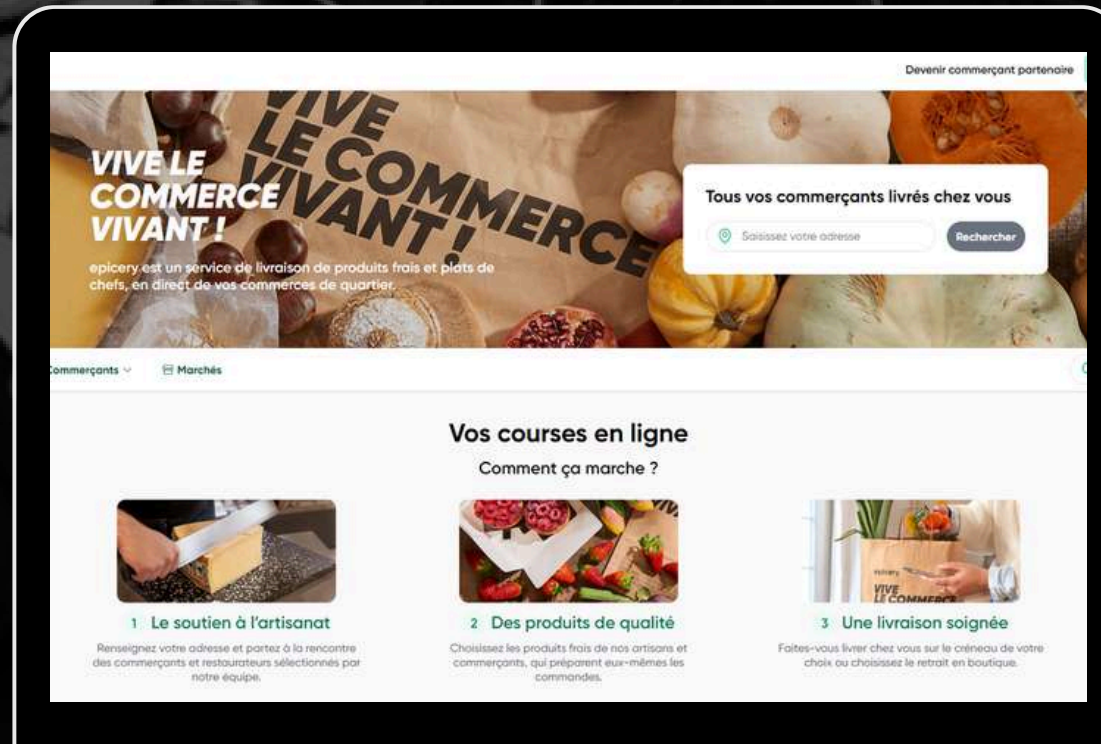 Devenir commerçant partenaire
VIVE
LE COMMERCE
VIVANT !
VIVE LE
COMMERCE
VIVANT !
epicery est un service de livraison de produits frais et plats de
chefs, en direct de vos commerces de quartier.
Tous vos commerçants livrés chez vous
Saisissez votre adresse
Rechercher
Commerçants
Marchés
Vos courses en ligne
Comment ça marche ?
1 Le soutien à l'artisanat
Renseignez votre adresse et partez à la rencontre
des commerçants et restaurateurs sélectionnés par
notre équipe.
2 Des produits de qualité
Choisissez les produits frais de nos artisans et
commerçants, qui préparent eux-mêmes les
commandes.
epicery
VIVE
LE COMMERCE
3 Une livraison soignée
Faites-vous livrer chez vous sur le créneau de votre
choix ou choisissez le retrait en boutique.